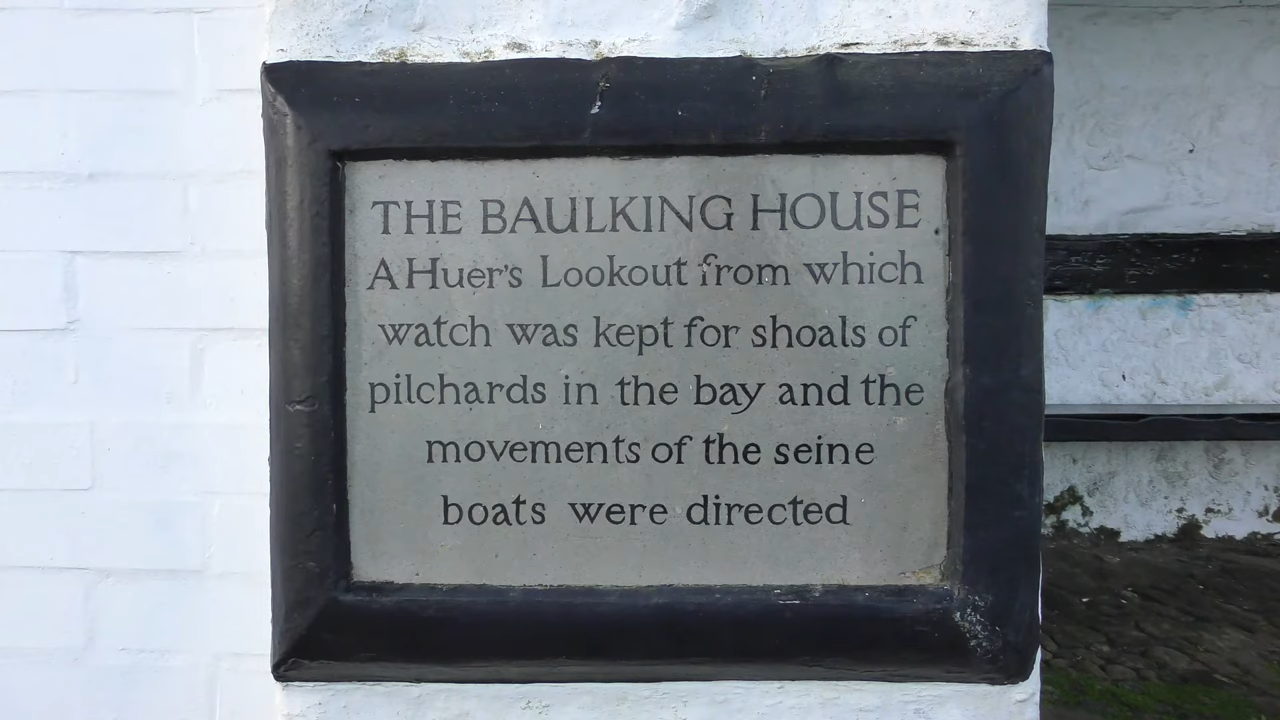 THE BAULKING HOUSE
A Huer's Lookout from which
watch was kept for shoals of
pilchards in the bay and the
movements of the seine
boats were directed